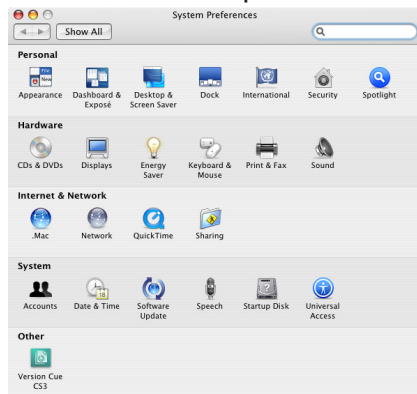 System Preferences
Show All
Personal
Appearance
Dashboard &
Exposé
Desktop &
Screen Saver
Dock
International
Security
Spotlight
Hardware
CDs & DVDs
Displays
Energy
Saver
Keyboard &
Mouse
Print & Fax
Sound
Internet & Network
.Mac
Network
QuickTime
Sharing
System
18
Accounts
Date & Time
Software
Update
Speech
Startup Disk
Universal
Access
Other
Version Cue
CS3